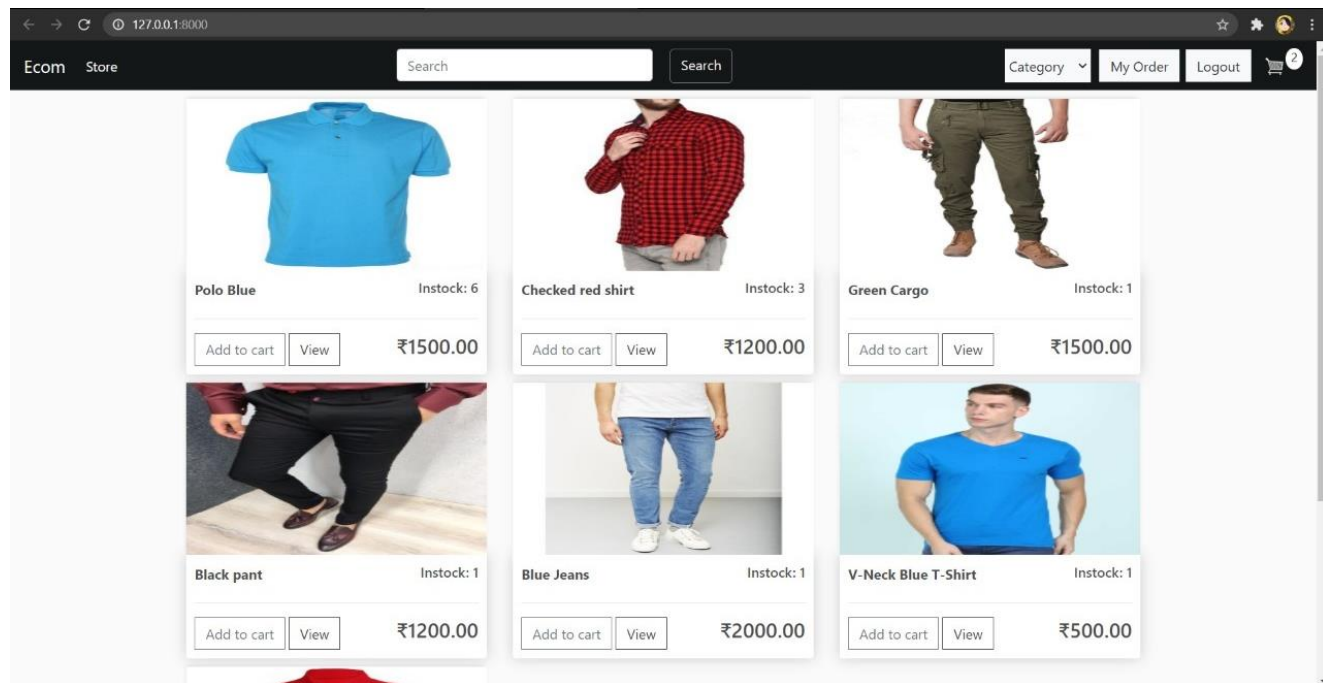 127.0.0.1:8000
Ecom Store Search Search Category My Order Logout 2
Polo Blue Instock: 6 Checked red shirt Instock: 3 Green Cargo Instock: 1
Add to cart View ₹1500.00 Add to cart View ₹1200.00 Add to cart View ₹1500.00
Black pant Instock: 1 Blue Jeans Instock: 1 V-Neck Blue T-Shirt Instock: 1
Add to cart View ₹1200.00 Add to cart View ₹2000.00 Add to cart View ₹500.00